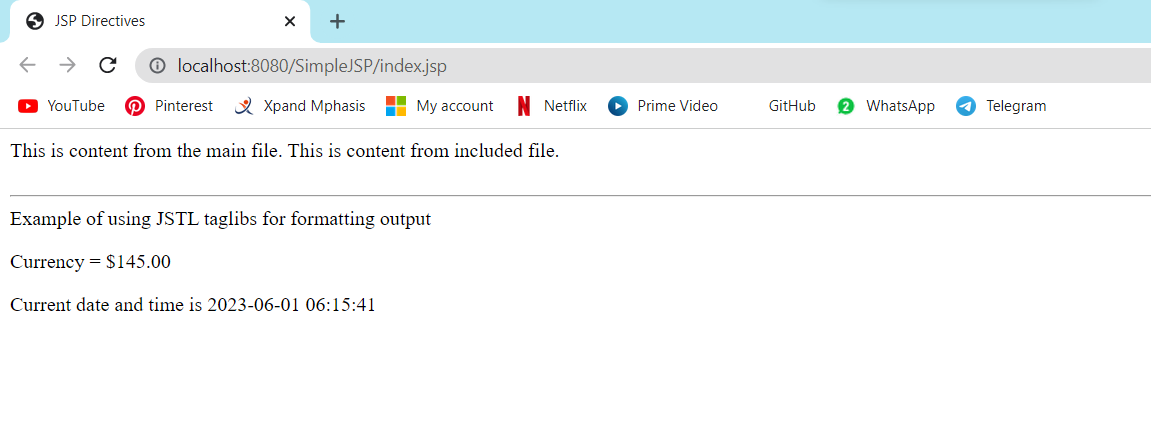 JSP Directives
localhost:8080/SimpleJSP/index.jsp
YouTube Pinterest Xpand Mphasis My account N Netflix Prime Video GitHub 2 WhatsApp Telegram
This is content from the main file. This is content from included file.
Example of using JSTL taglibs for formatting output
Currency = $145.00
Current date and time is 2023-06-01 06:15:41